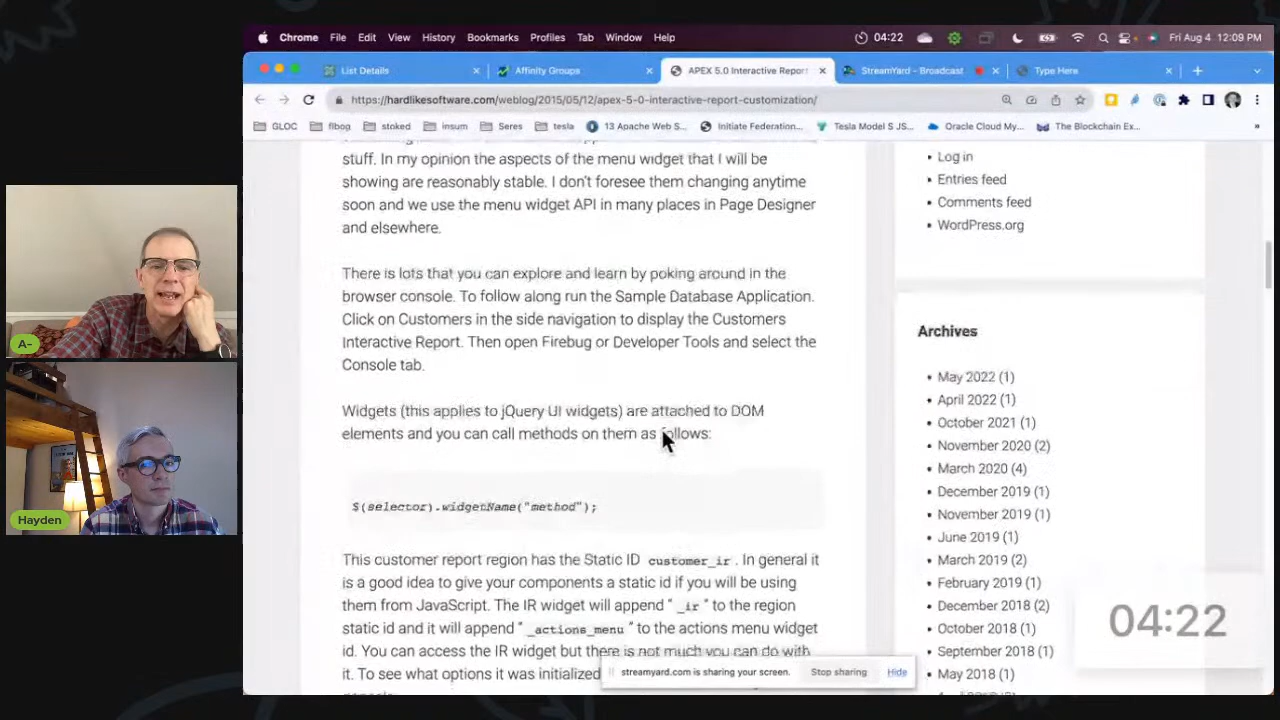 Chrome File Edit View History Bookmarks Profiles Tab Window Help 04:22 Fri Aug 4 12:09 PM
List Details Affinity Groups APEX 5.0 Interactive Report StreamYard - Broadcast Type Here
https://hardlikesoftware.com/weblog/2015/05/12/apex-5-0-interactive-report-customization/
GLOC flbog stoked insum Seres tesla 13 Apache Web S... Initiate Federation... Tesla Model S JS... Oracle Cloud My... The Blockchain Ex... »
stuff. In my opinion the aspects of the menu widget that I will be
showing are reasonably stable. I don't foresee them changing anytime
soon and we use the menu widget API in many places in Page Designer
and elsewhere.
There is lots that you can explore and learn by poking around in the
browser console. To follow along run the Sample Database Application.
Click on Customers in the side navigation to display the Customers
Interactive Report. Then open Firebug or Developer Tools and select the
Console tab.
Widgets (this applies to jQuery UI widgets) are attached to DOM
elements and you can call methods on them as follows:
$(selector).widgetName("method");
This customer report region has the Static ID customer_ir. In general it
is a good idea to give your components a static id if you will be using
them from JavaScript. The IR widget will append "_ir" to the region
static id and it will append "_actions_menu" to the actions menu widget
id. You can access the IR widget but there is not much you can do with
it. To see what options it was initialized
Log in
Entries feed
Comments feed
WordPress.org
Archives
May 2022 (1)
April 2022 (1)
October 2021 (1)
November 2020 (2)
March 2020 (4)
December 2019 (1)
November 2019 (1)
June 2019 (1)
March 2019 (2)
February 2019 (1)
December 2018 (2)
October 2018 (1)
September 2018 (1)
May 2018 (1)
04:22
streamyard.com is sharing your screen. Stop sharing Hide
A-
Hayden